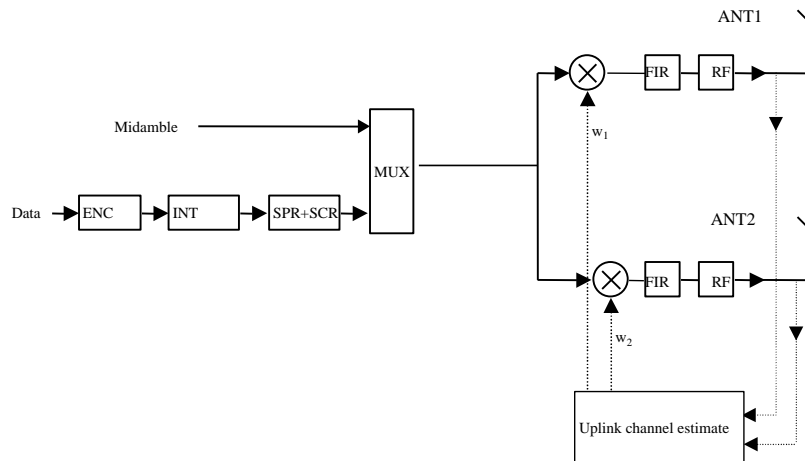 ANT1
FIR
RF
w1
Midamble
MUX
Data
ENC
INT
SPR+SCR
ANT2
FIR
RF
w2
Uplink channel estimate